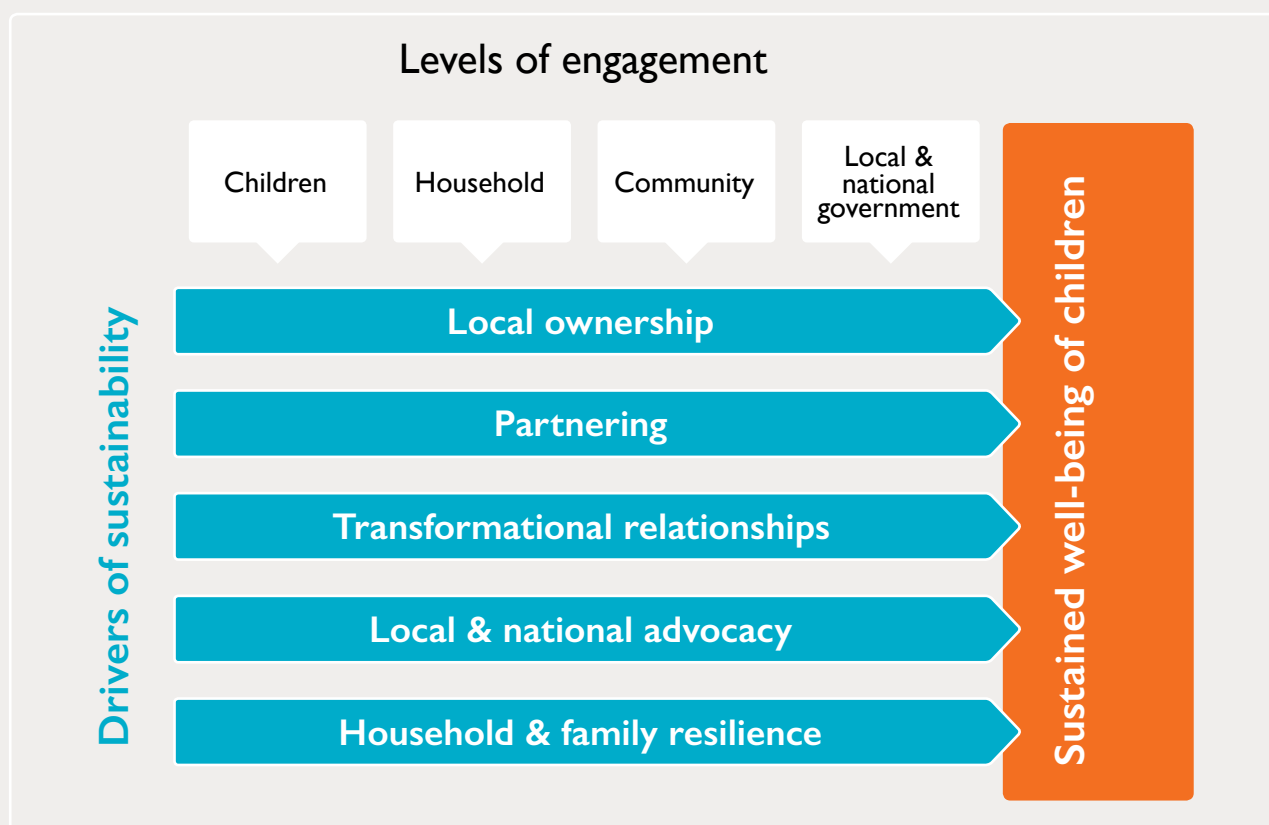 Levels of engagement
Children
Household
Community
Local &
national
government
Drivers of sustainability
Local ownership
Partnering
Transformational relationships
Local & national advocacy
Household & family resilience
Sustained well-being of children